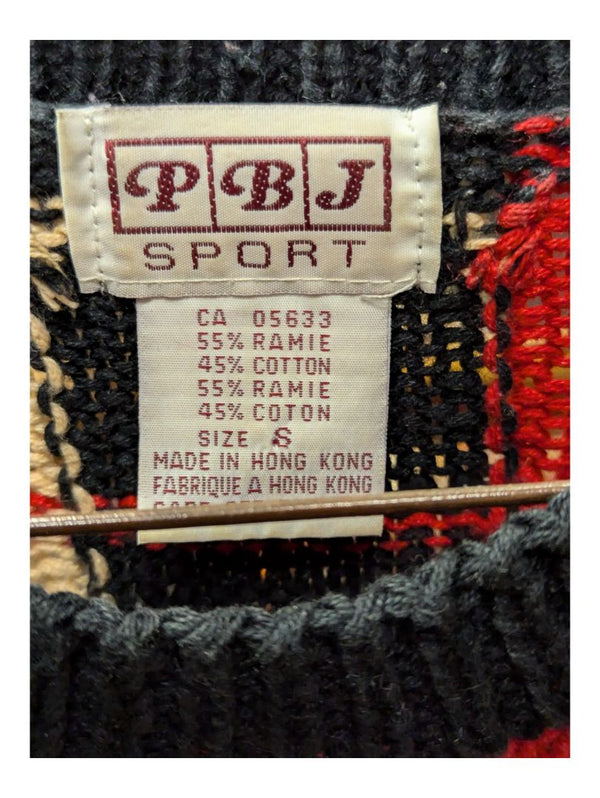 PBJ
SPORT
CA 05633
55% RAMIE
45% COTTON
55% RAMIE
45% COTON
SIZE S
MADE IN HONG KONG
FABRIQUE A HONG KONG